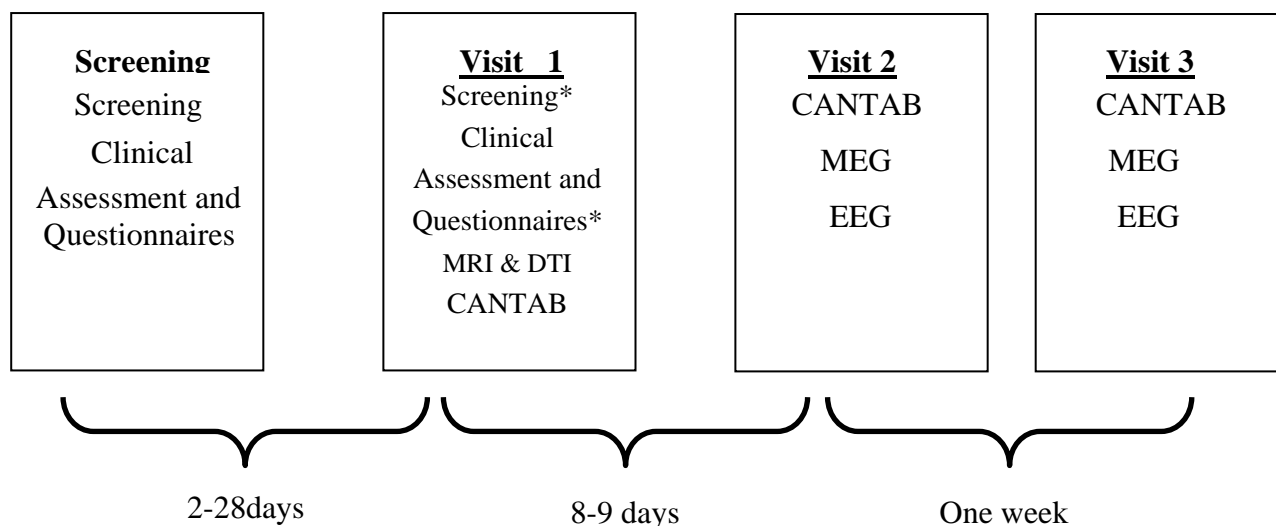 Screening
Screening
Clinical
Assessment and
Questionnaires
Visit 1
Screening*
Clinical
Assessment and
Questionnaires*
MRI & DTI
CANTAB
Visit 2
CANTAB
MEG
EEG
Visit 3
CANTAB
MEG
EEG
2-28days
8-9 days
One week